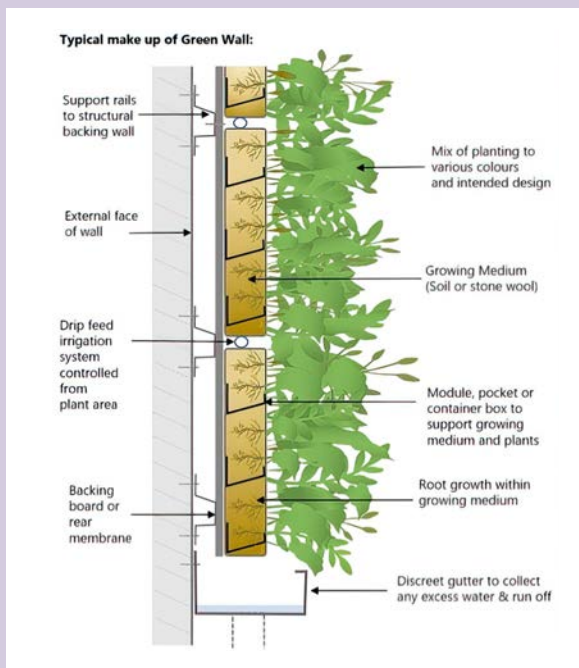 Typical make up of Green Wall:
Support rails
to structural
backing wall
External face
of wall
Drip feed
irrigation
system
controlled
from
plant area
Backing
board or
rear
membrane
Mix of planting to
various colours
and intended design
Growing Medium
(Soil or stone wool)
Module, pocket or
container box to
support growing
medium and plants
Root growth within
growing medium
Discreet gutter to collect
any excess water & run off